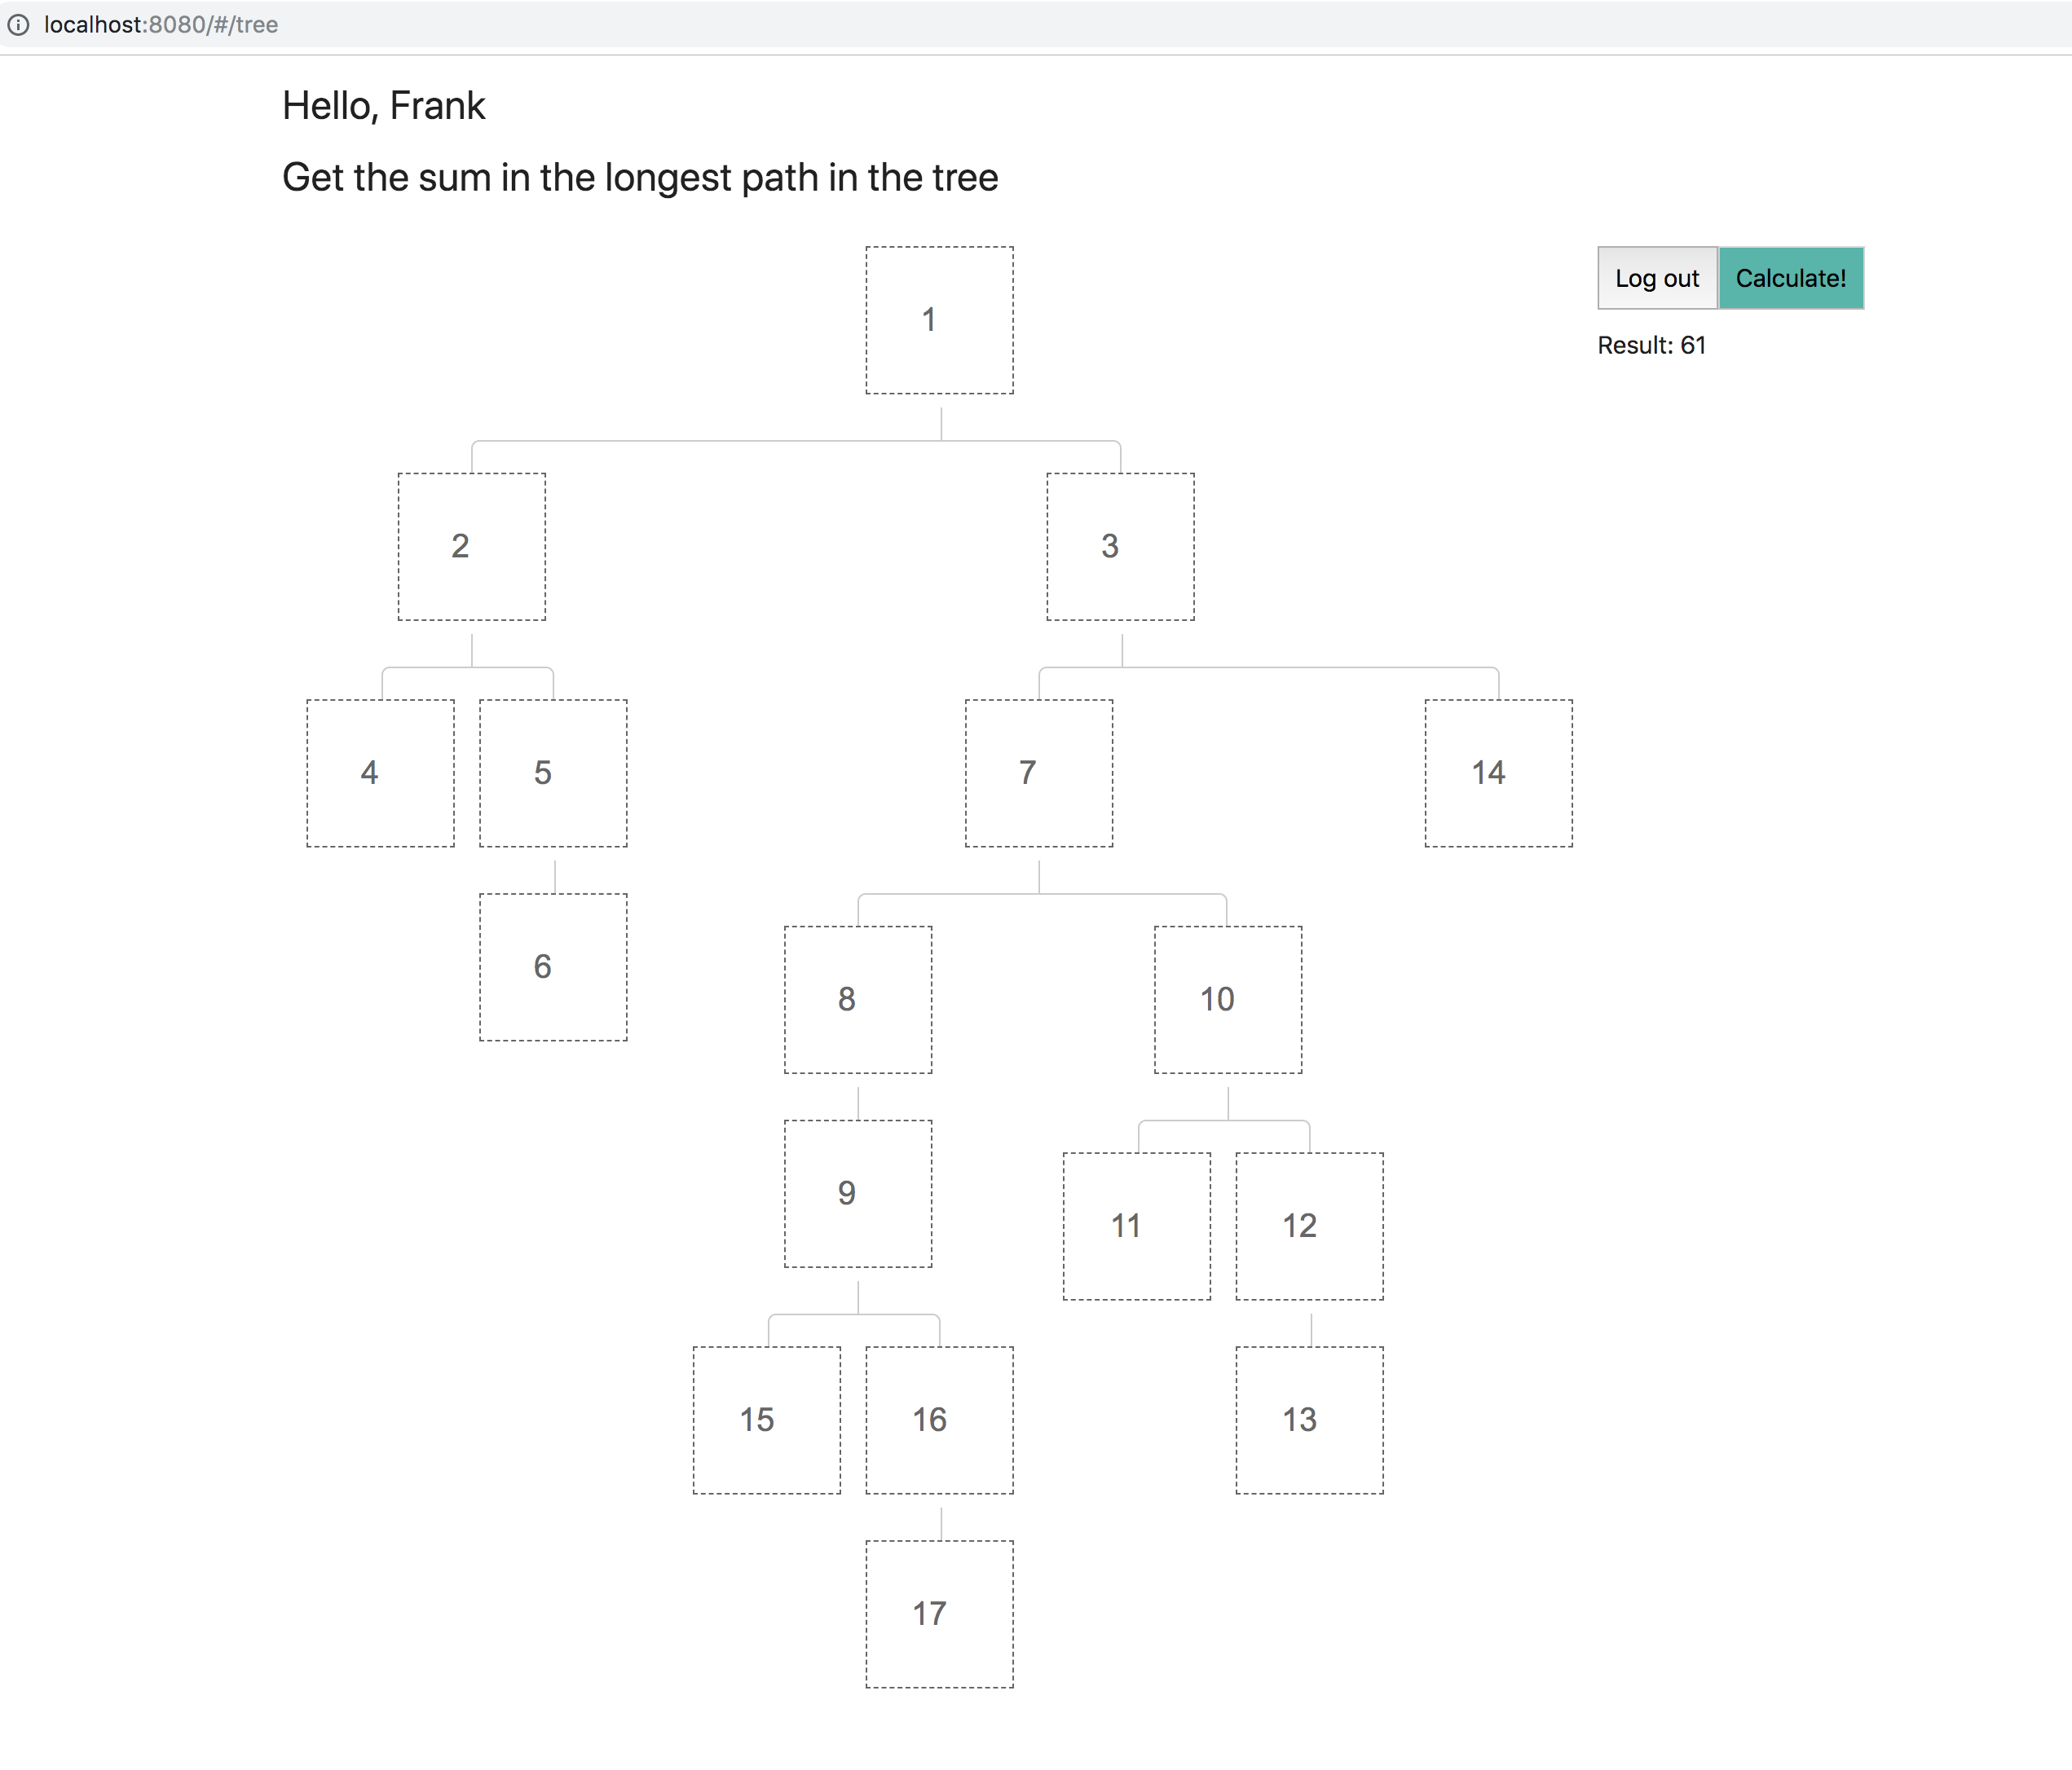 localhost:8080/#/tree
Hello, Frank
Get the sum in the longest path in the tree
Log out Calculate!
Result: 61
1
2 3
4 5 7 14
6
8 10
9
11 12
15 16 13
17